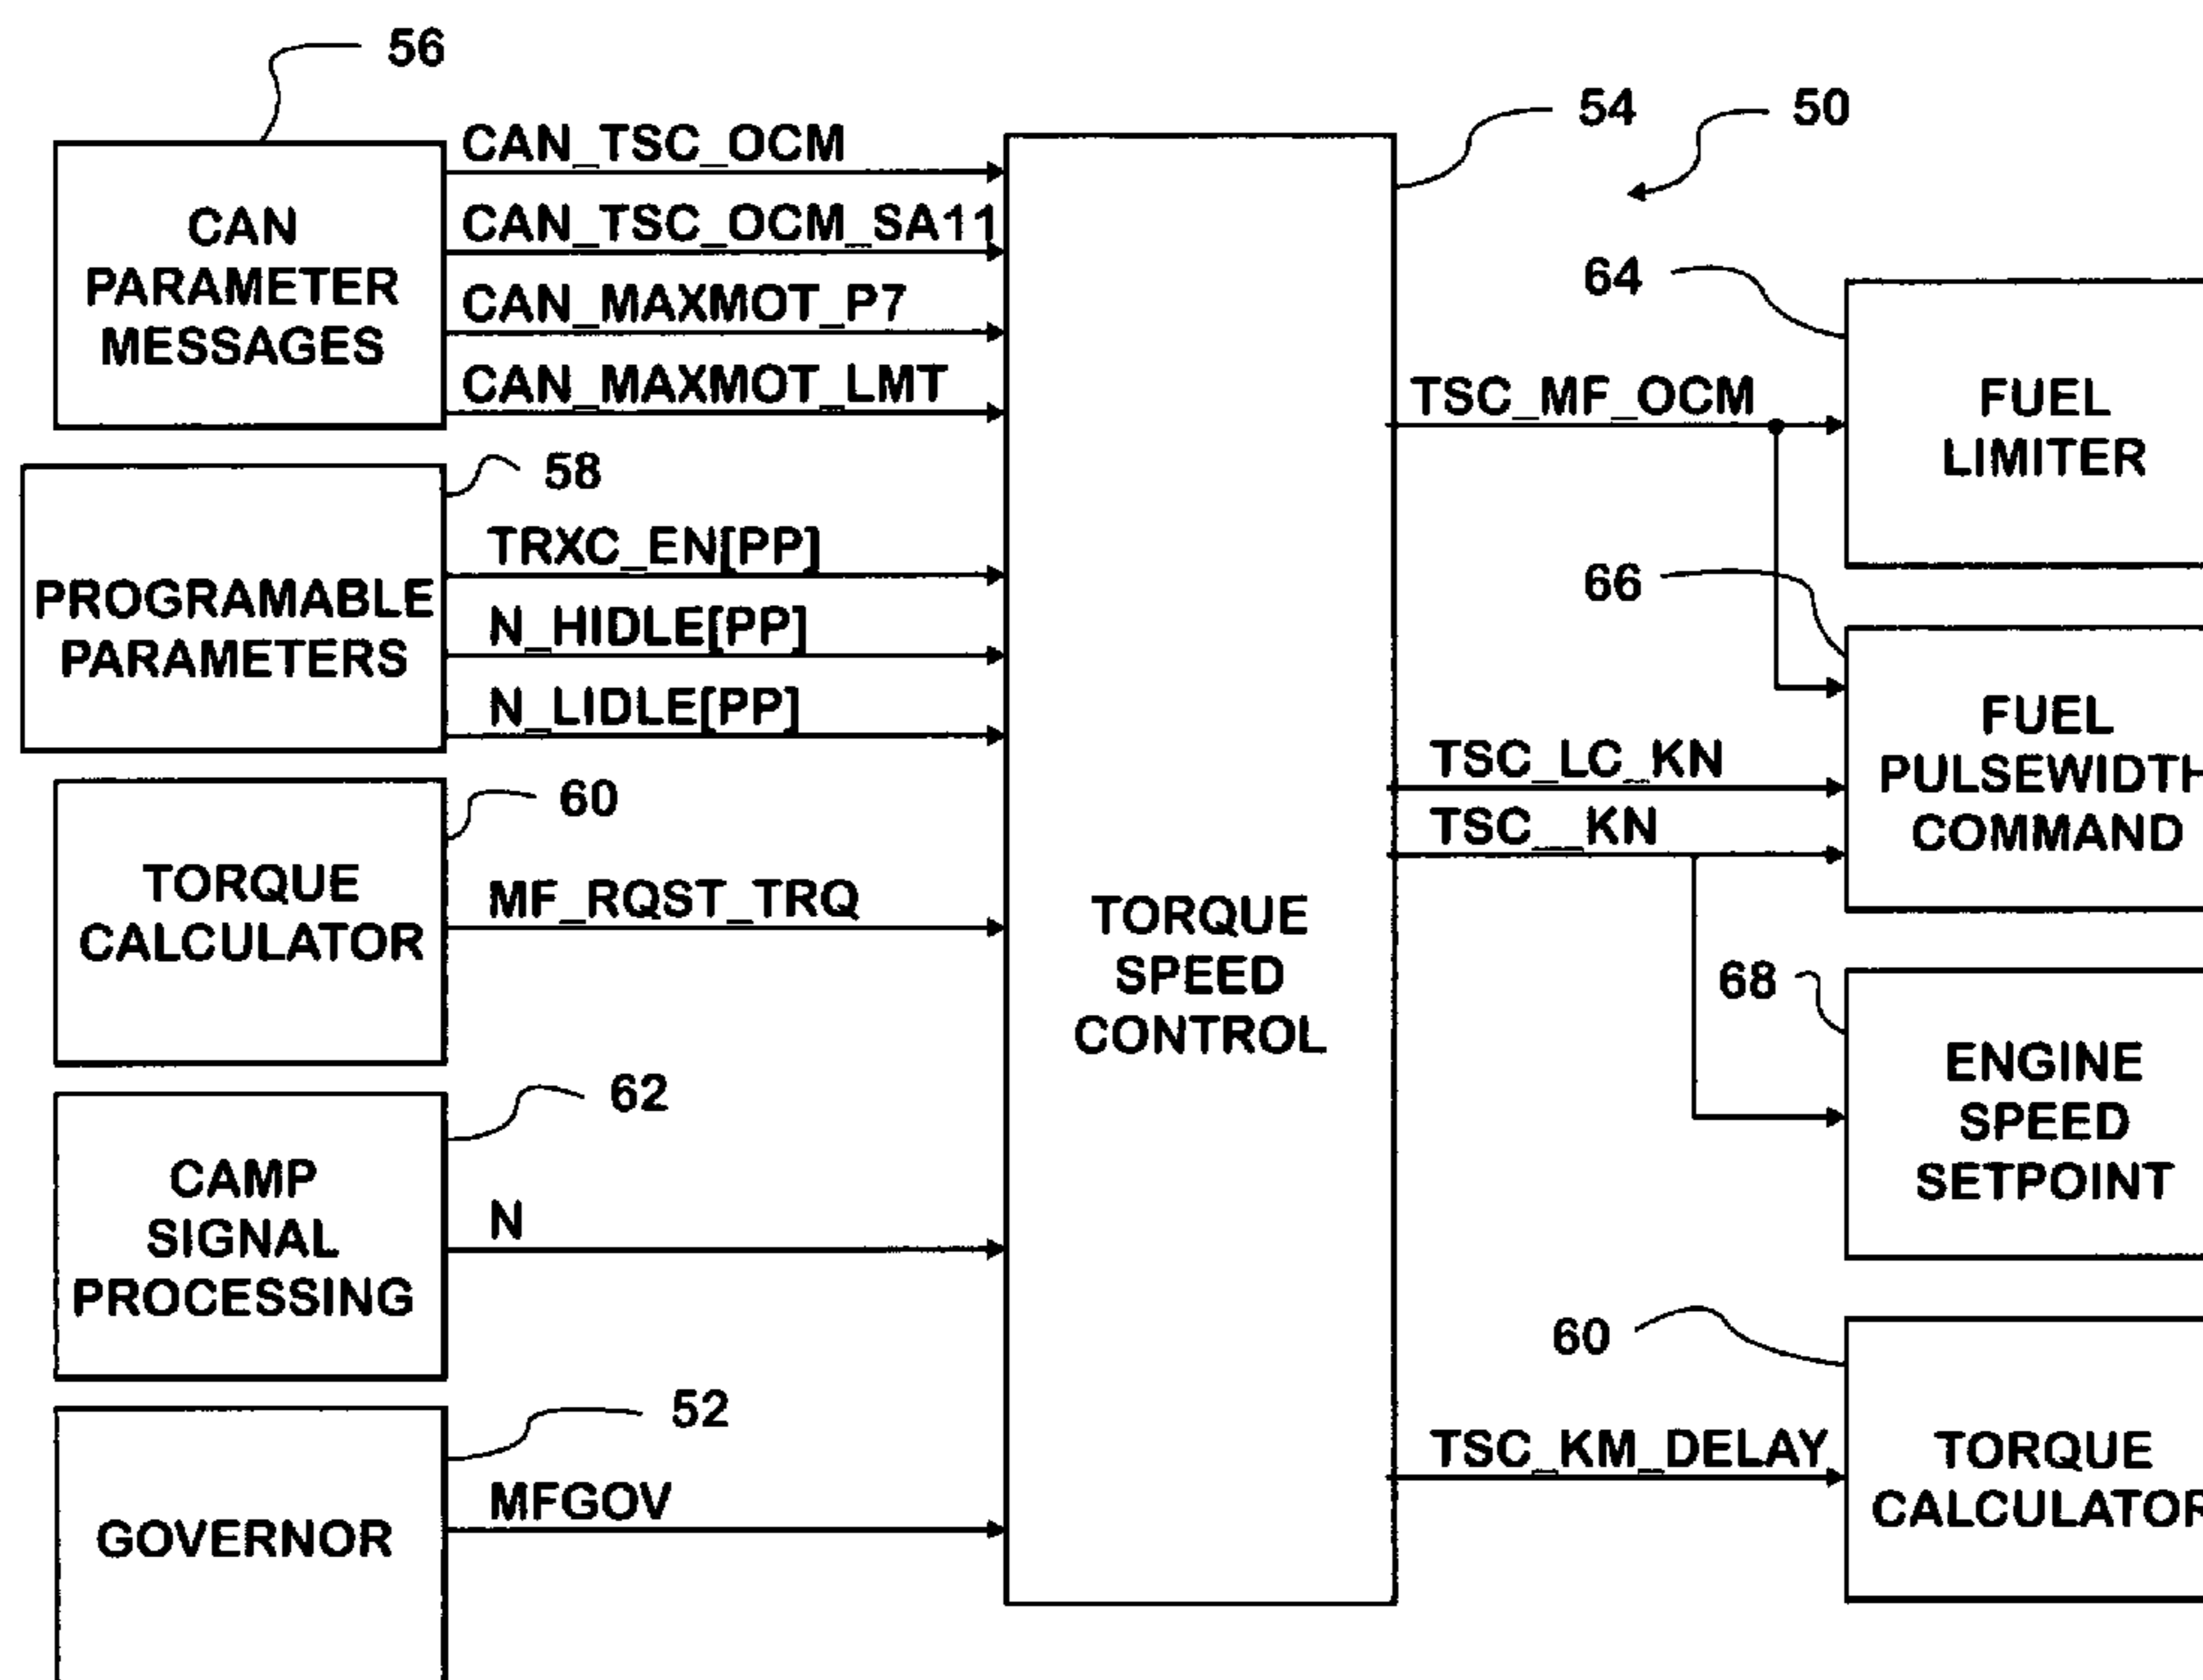 56
CAN
PARAMETER
MESSAGES
CAN_TSC_OCM
CAN_TSC_OCM_SA11
CAN_MAXMOT_P7
CAN_MAXMOT_LMT
58
PROGRAMABLE
PARAMETERS
TRXC_EN[PP]
N_HIDLE[PP]
N_LIDLE[PP]
60
TORQUE
CALCULATOR
MF_RQST_TRQ
62
CAMP
SIGNAL
PROCESSING
N
52
GOVERNOR
MFGOV
54
50
TORQUE
SPEED
CONTROL
TSC_MF_OCM
64
FUEL
LIMITER
66
TSC_LC_KN
TSC__KN
FUEL
PULSEWIDTH
COMMAND
68
ENGINE
SPEED
SETPOINT
60
TSC_KM_DELAY
TORQUE
CALCULATOR